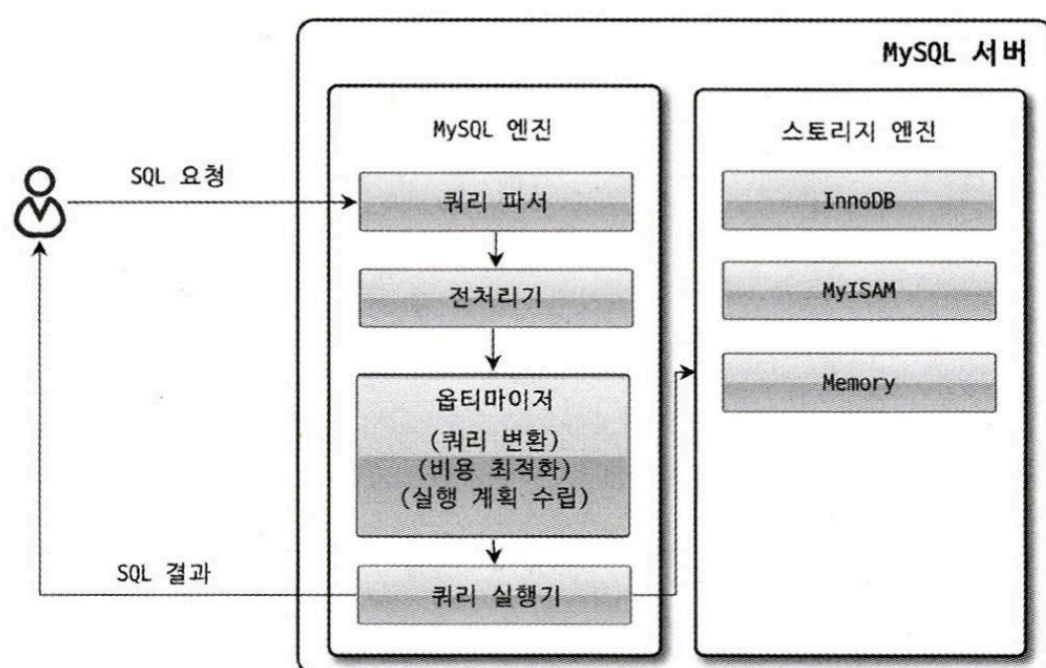 MySQL 서버
MySQL 엔진
스토리지 엔진
SQL 요청
쿼리 파서
InnoDB
전처리기
MyISAM
옵티마이저
(쿼리 변환)
(비용 최적화)
(실행 계획 수립)
Memory
SQL 결과
쿼리 실행기